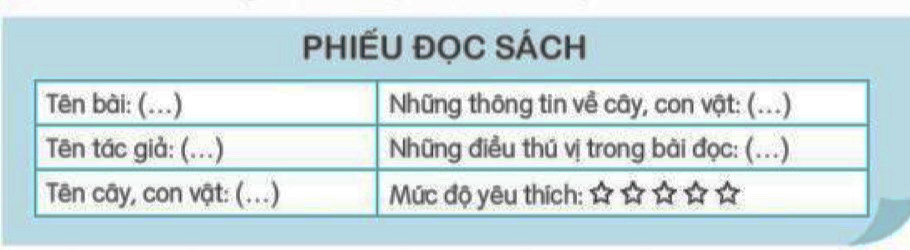 PHIẾU ĐỌC SÁCH
Tên bài: (...)
Những thông tin về cây, con vật: (...)
Tên tác giả: (...)
Những điều thú vị trong bài đọc: (...)
Tên cây, con vật: (...)
Mức độ yêu thích: ☆ ☆ ☆ ☆ ☆